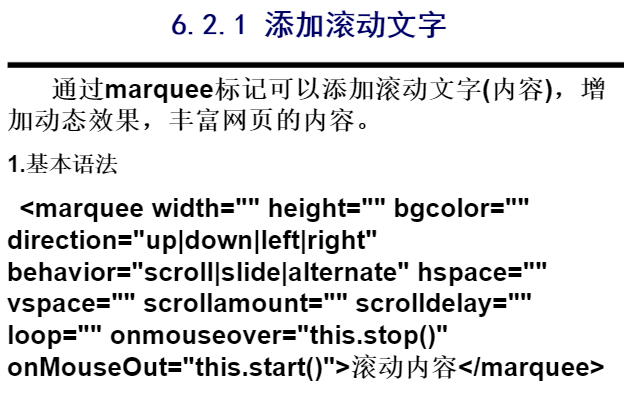 6.2.1 添加滚动文字
通过marquee标记可以添加滚动文字(内容)，增
加动态效果，丰富网页的内容。
1.基本语法
<marquee width="" height="" bgcolor=""
direction="up|down|left|right"
behavior="scroll|slide|alternate" hspace=""
vspace="" scrollamount="" scrolldelay=""
loop="" onmouseover="this.stop()"
onMouseOut="this.start()">滚动内容</marquee>